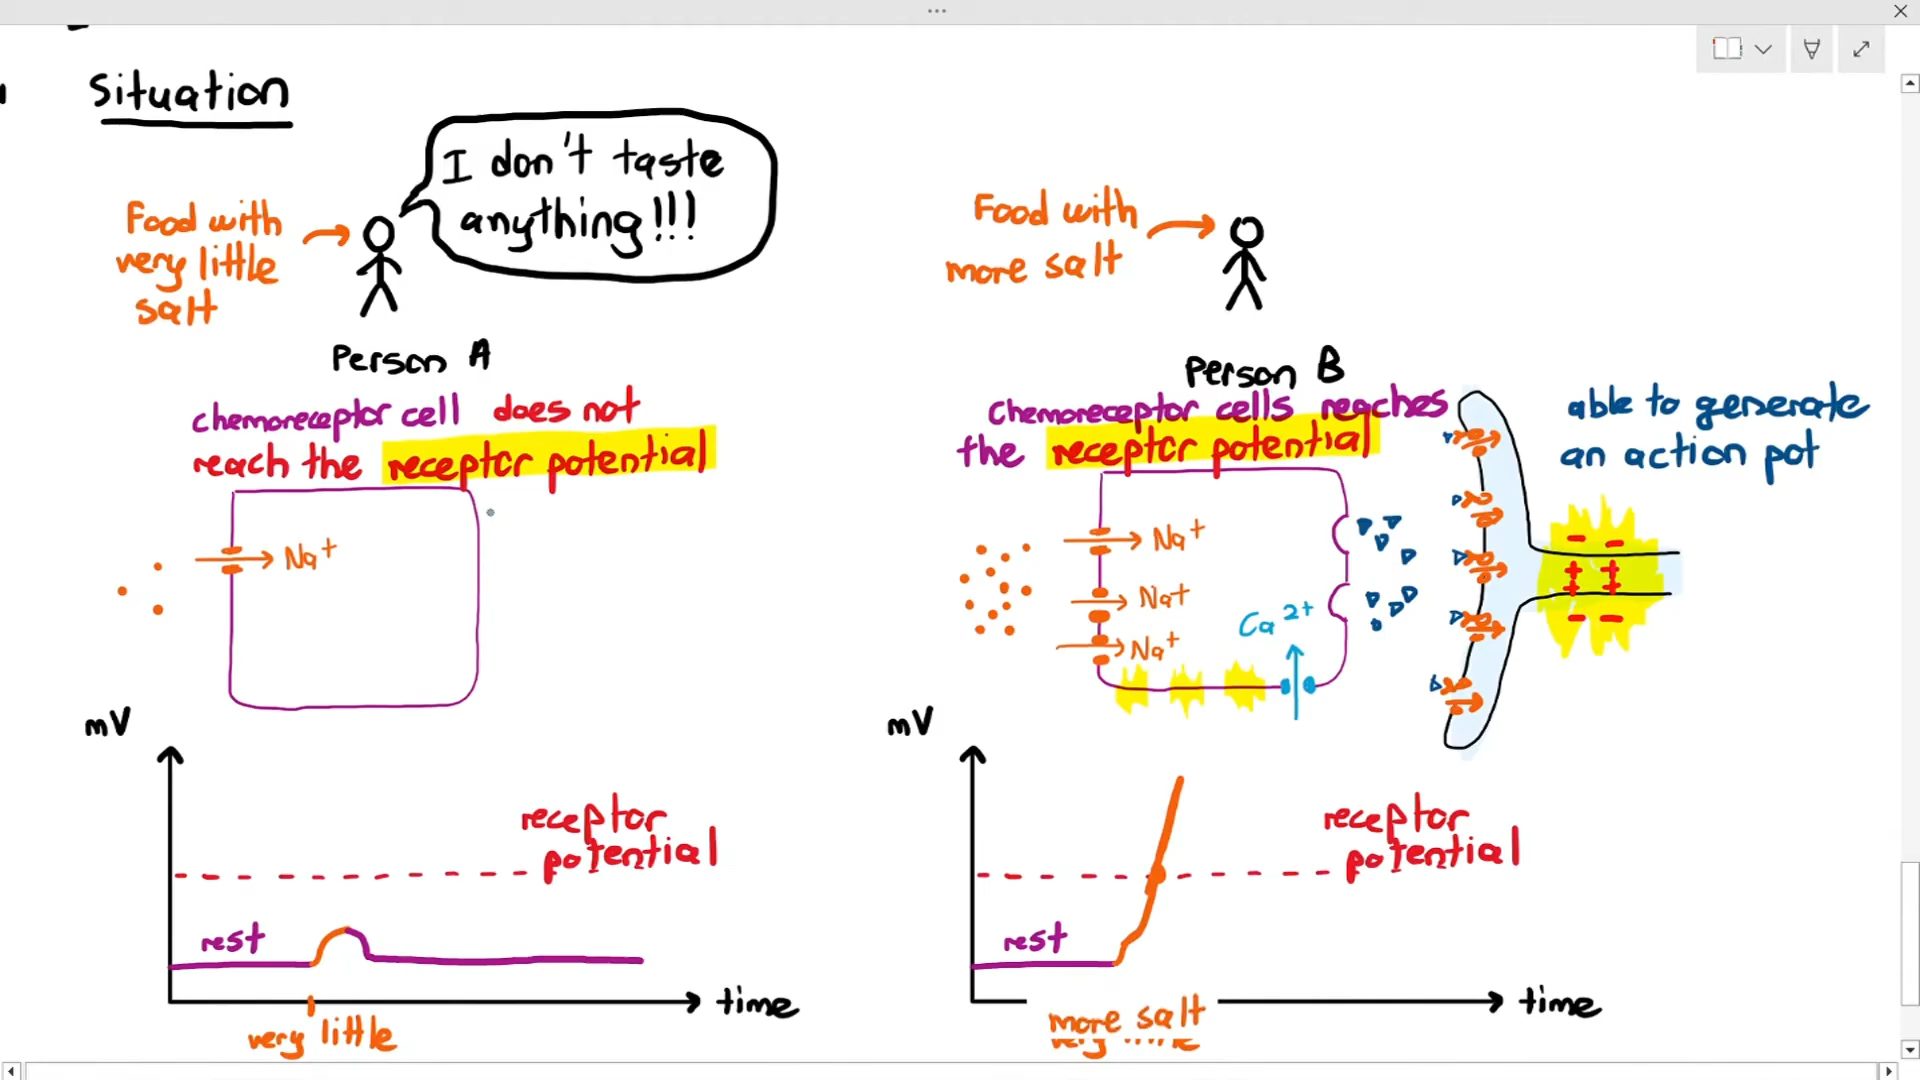 Situation
I don't taste
anything!!!
Food with
very little
salt
Person A
chemoreceptor cell does not
reach the receptor potential
Na+
mV
receptor
potential
rest
time
very little
Food with
more salt
Person B
chemoreceptor cells reaches
the receptor potential
able to generate
an action pot
Na+
Na+
Na+
Ca2+
mV
receptor
potential
rest
time
more salt